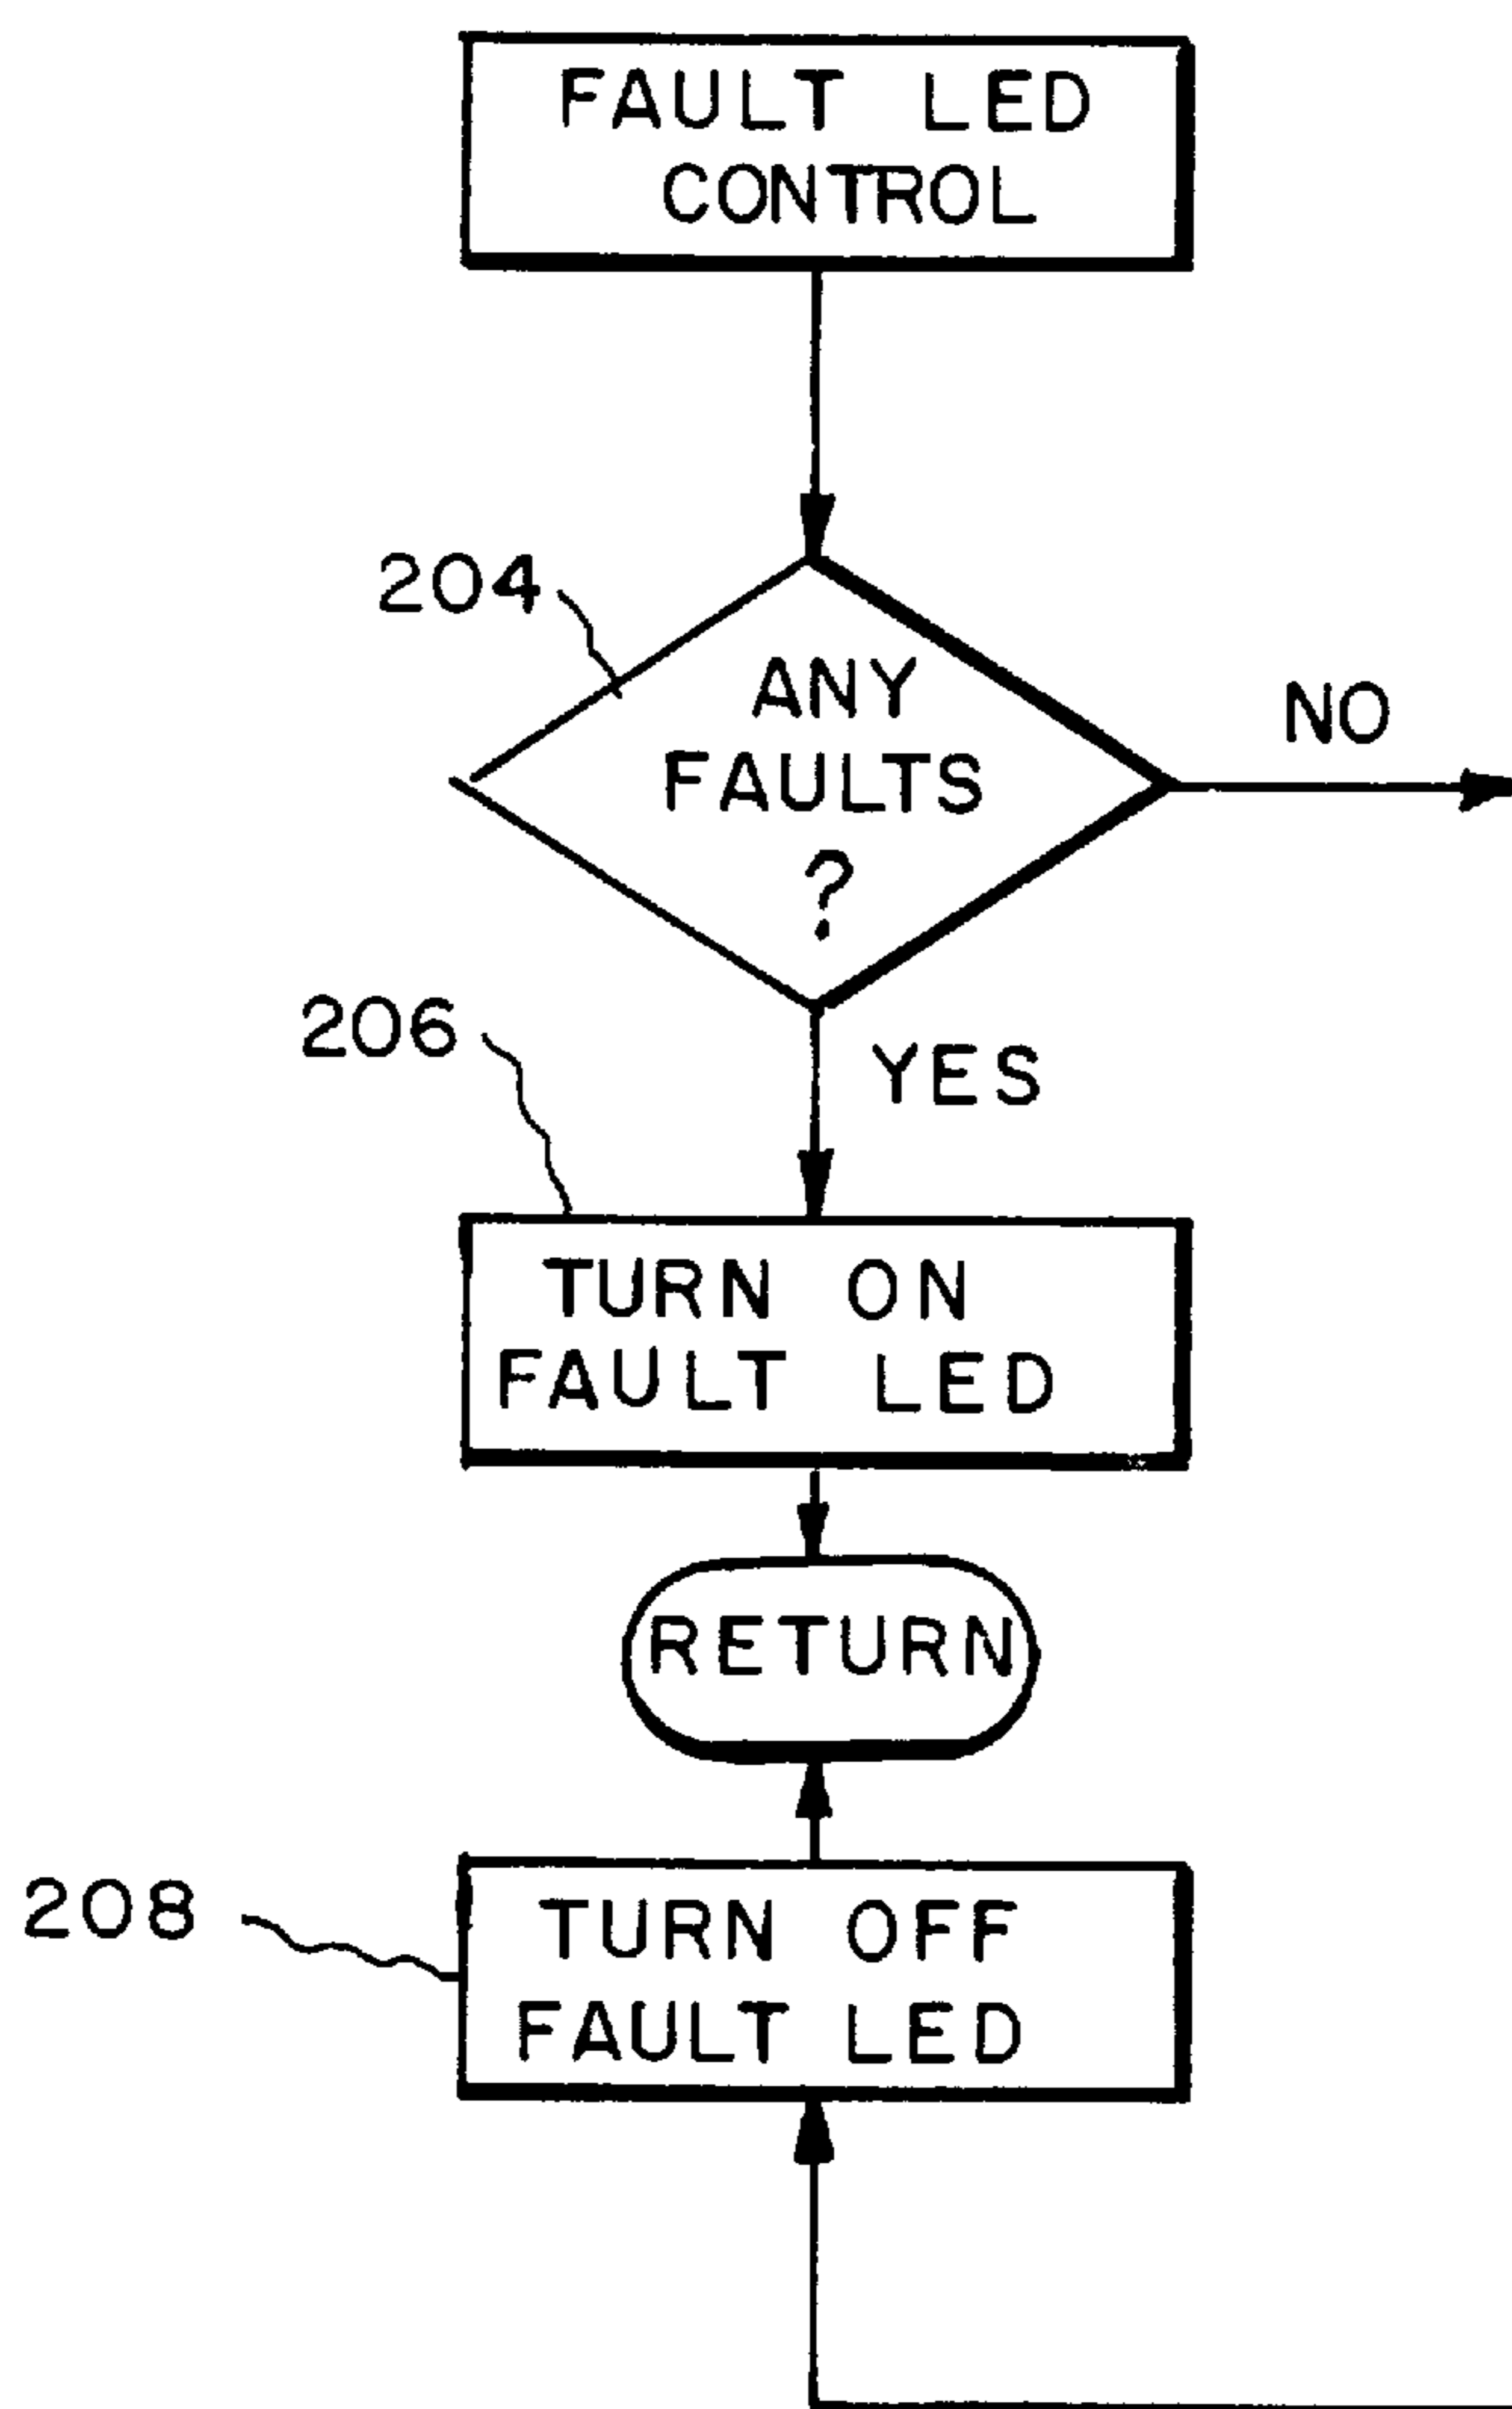 FAULT LED
CONTROL
204
ANY
FAULTS
?
NO
206
YES
TURN ON
FAULT LED
RETURN
208
TURN OFF
FAULT LED